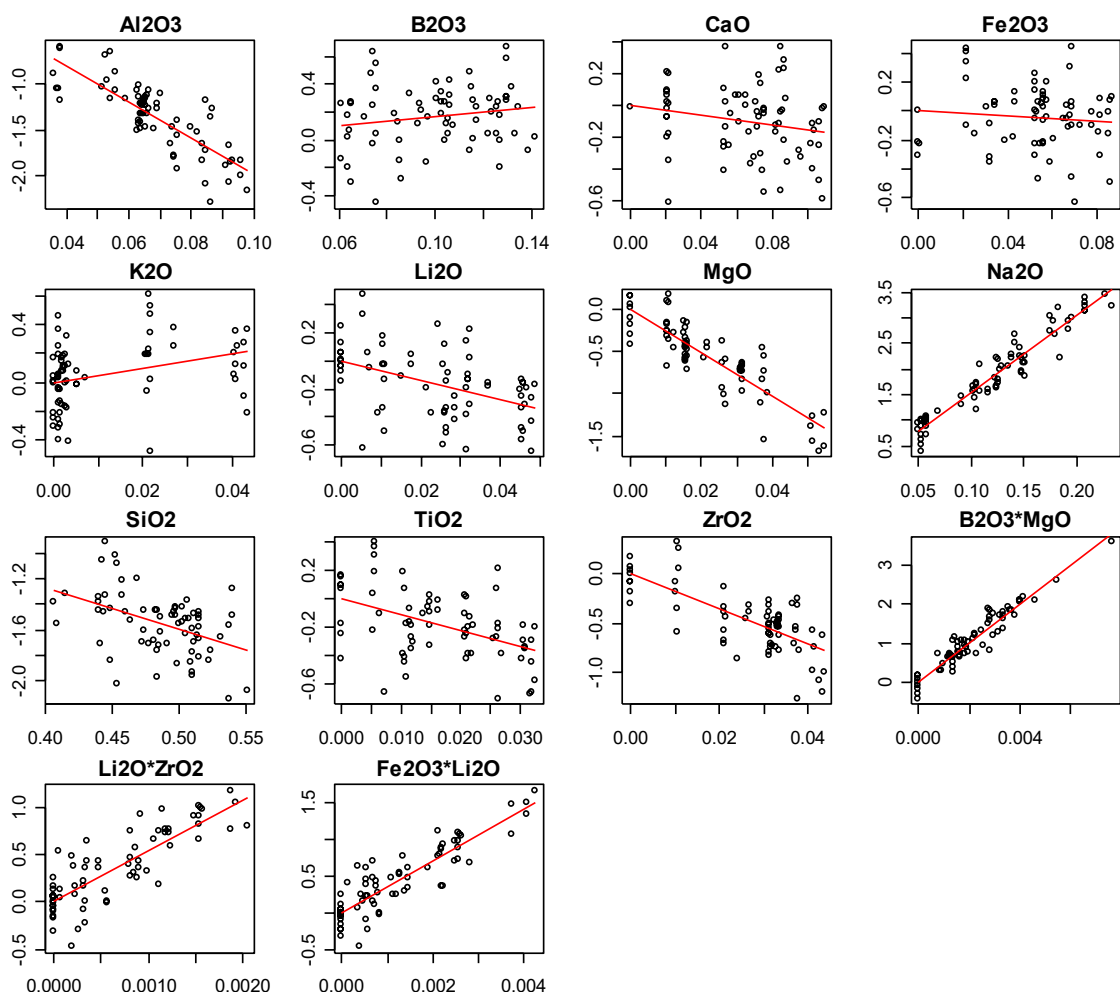 Al2O3 B2O3 CaO Fe2O3
-1.0 -1.5 -2.0 0.4 0.1 -0.4 0.2 -0.2 -0.6 0.2 -0.2 -0.6
0.04 0.06 0.08 0.10 0.06 0.10 0.14 0.00 0.04 0.08 0.00 0.04 0.08
K2O Li2O MgO Na2O
0.4 0.0 -0.4 0.2 -0.2 -0.6 0.0 -0.5 -1.5 3.5 2.5 1.5 0.5
0.00 0.02 0.04 0.00 0.02 0.04 0.00 0.02 0.04 0.05 0.10 0.15 0.20
SiO2 TiO2 ZrO2 B2O3*MgO
-1.2 -1.6 -2.0 0.2 -0.2 -0.6 0.0 -0.5 -1.0 3 2 1 0
0.40 0.45 0.50 0.55 0.000 0.010 0.020 0.030 0.00 0.02 0.04 0.000 0.004
Li2O*ZrO2 Fe2O3*Li2O
1.0 0.5 0.0 -0.5 1.5 0.5 -0.5
0.0000 0.0010 0.0020 0.000 0.002 0.004